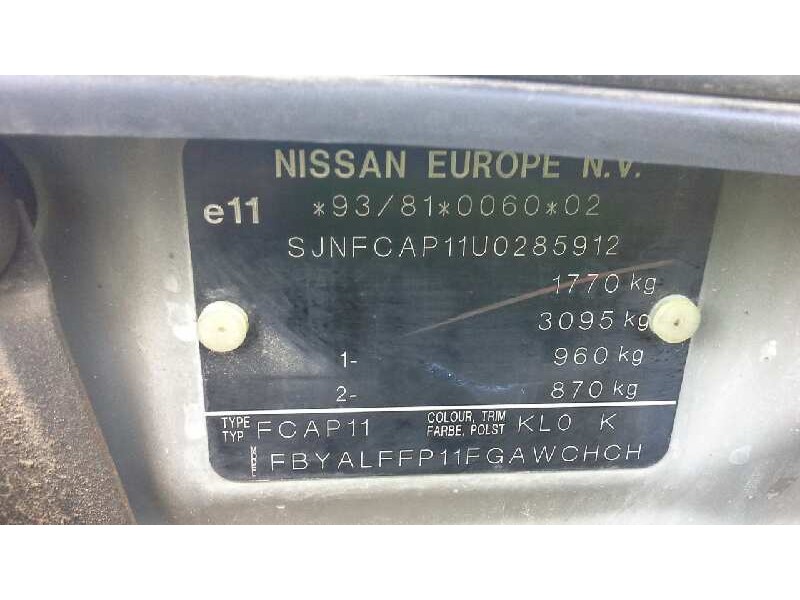 NISSAN EUROPE N.V.
e11 *93/81*0060*02
SJNFCAP11U0285912
1770 kg
3095 kg
1- 960 kg
2- 870 kg
TYPE TYP FCAP11 COLOUR, TRIM FARBE, POLST KL0 K
FBYALFFP11FGAWCHCH